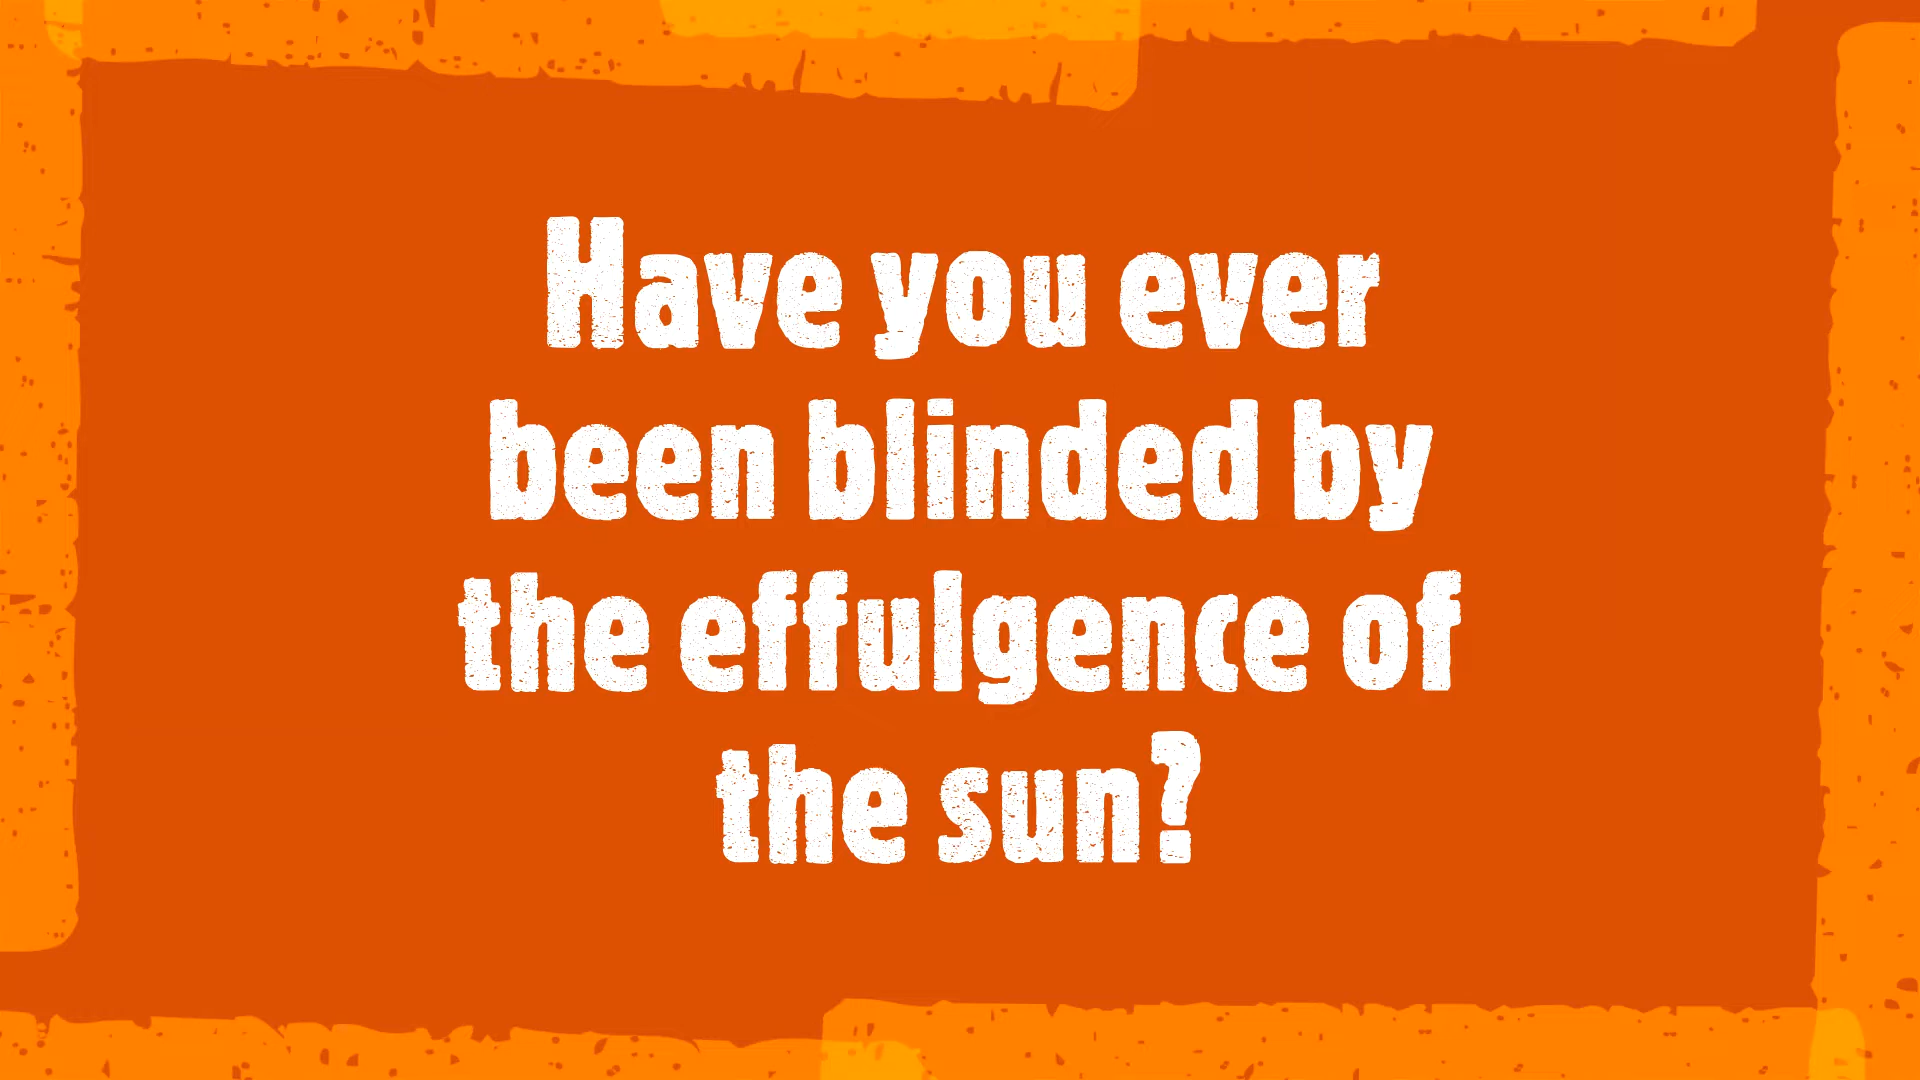 Have you ever
been blinded by
the effulgence of
the sun?